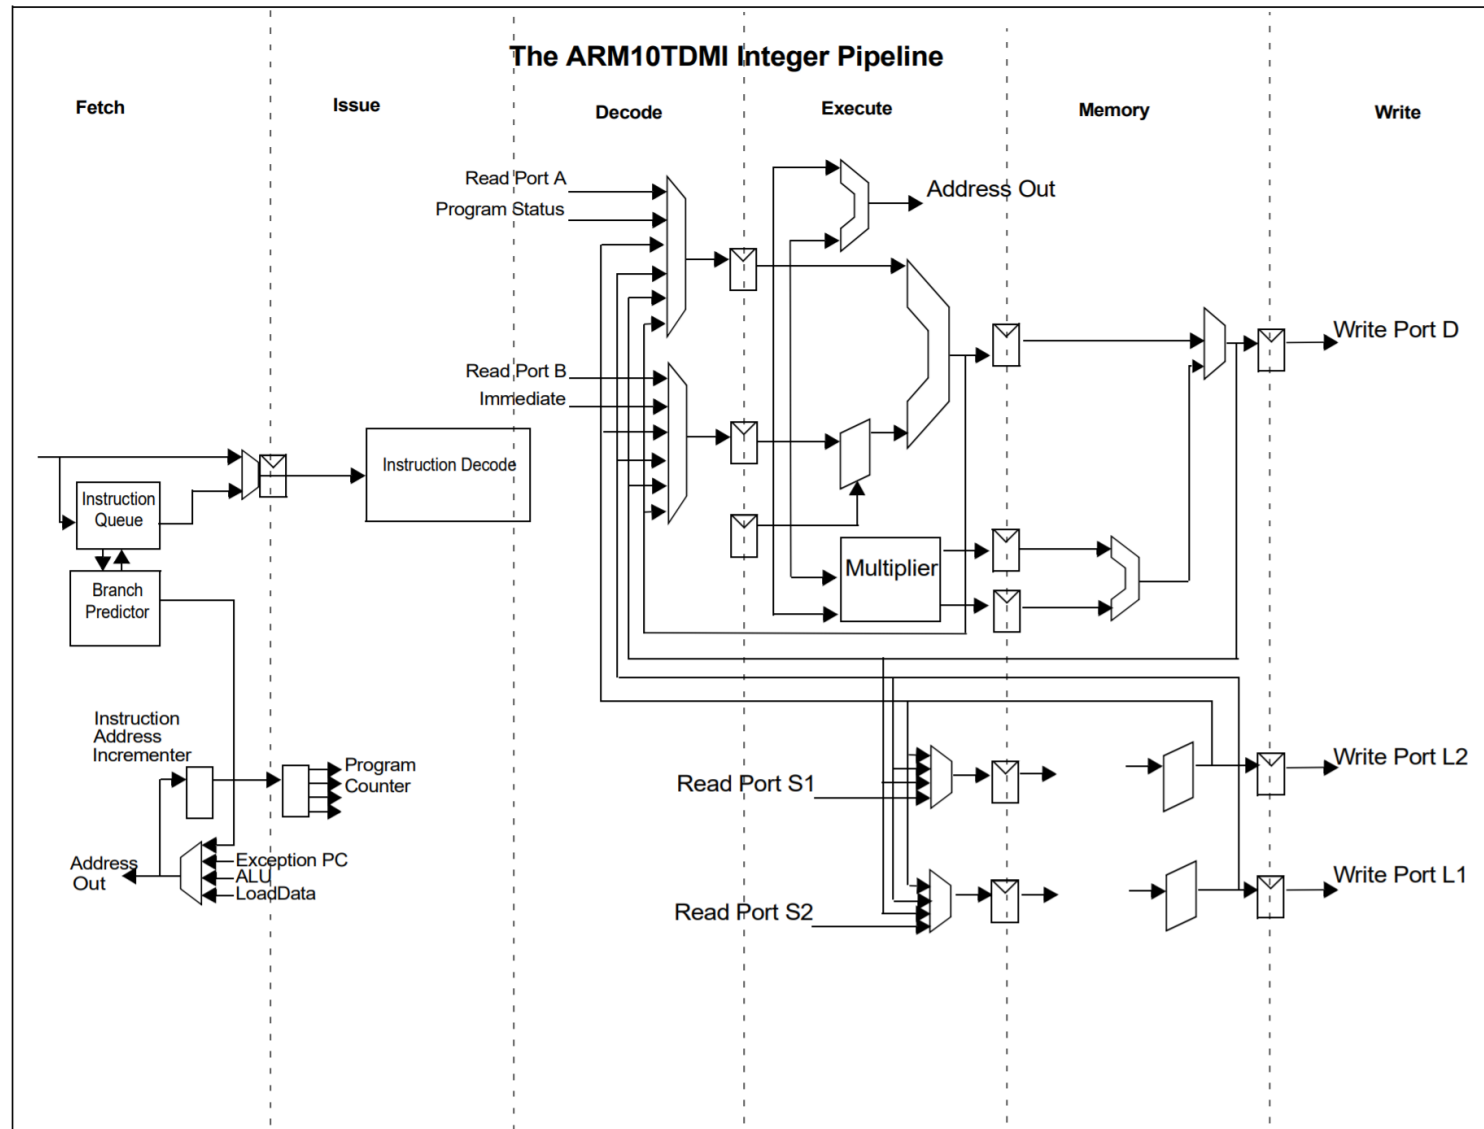 The ARM10TDMI Integer Pipeline
Fetch
Issue
Decode
Execute
Memory
Write
Read Port A
Program Status
Address Out
Write Port D
Read Port B
Immediate
Instruction Decode
Instruction
Queue
Branch
Predictor
Multiplier
Instruction
Address
Incrementer
Program
Counter
Read Port S1
Write Port L2
Address
Out
Exception PC
ALU
LoadData
Read Port S2
Write Port L1